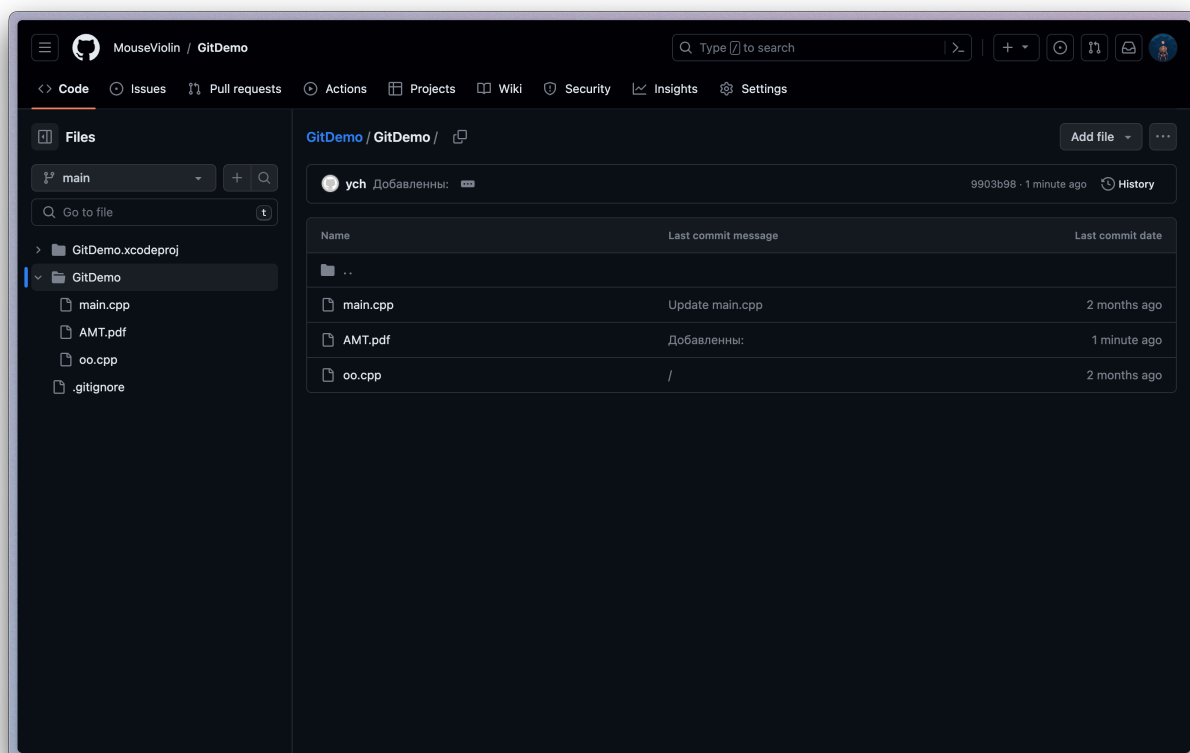 MouseViolin / GitDemo
Type / to search
Code Issues Pull requests Actions Projects Wiki Security Insights Settings
Files
main
Go to file t
GitDemo.xcodeproj
GitDemo
main.cpp
AMT.pdf
oo.cpp
.gitignore
GitDemo / GitDemo /
Add file
ych Добавленны:
9903b98 · 1 minute ago History
Name Last commit message Last commit date
..
main.cpp Update main.cpp 2 months ago
AMT.pdf Добавленны: 1 minute ago
oo.cpp / 2 months ago